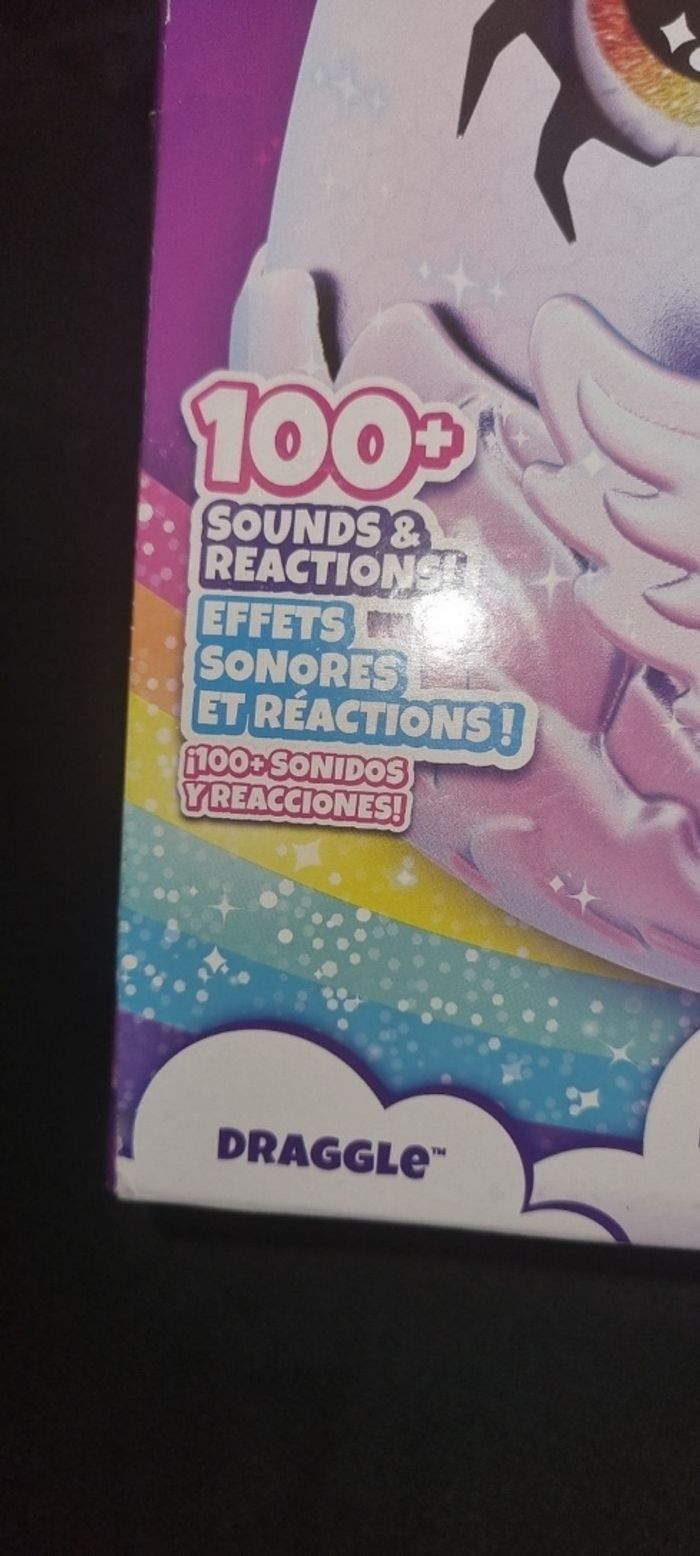 100+
SOUNDS &
REACTIONS!
EFFETS
SONORES
ET RÉACTIONS !
¡100+ SONIDOS
Y REACCIONES!
DRAGGLe™